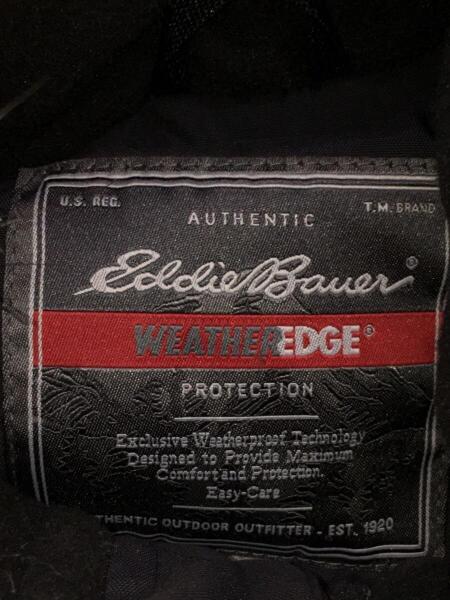 U.S. REG. T.M. BRAND
AUTHENTIC
Eddie Bauer®
WEATHEREDGE®
PROTECTION
Exclusive Weatherproof Technology
Designed to Provide Maximum
Comfort and Protection.
Easy-Care
THENTIC OUTDOOR OUTFITTER - EST. 1920